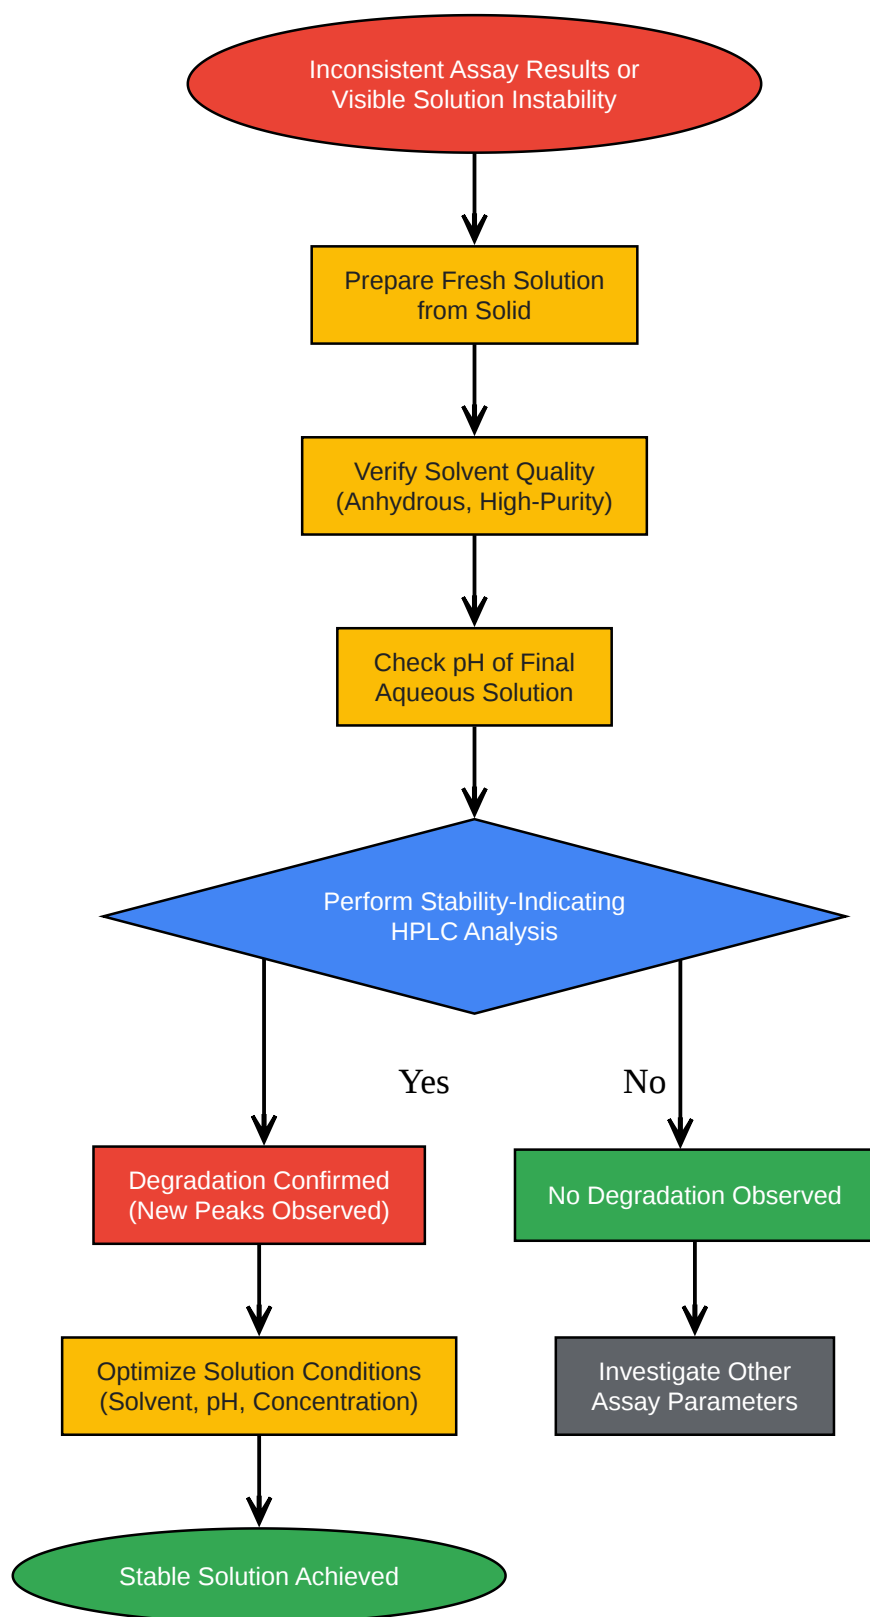 Inconsistent Assay Results or
Visible Solution Instability
Prepare Fresh Solution
from Solid
Verify Solvent Quality
(Anhydrous, High-Purity)
Check pH of Final
Aqueous Solution
Perform Stability-Indicating
HPLC Analysis
Yes
No
Degradation Confirmed
(New Peaks Observed)
No Degradation Observed
Optimize Solution Conditions
(Solvent, pH, Concentration)
Investigate Other
Assay Parameters
Stable Solution Achieved